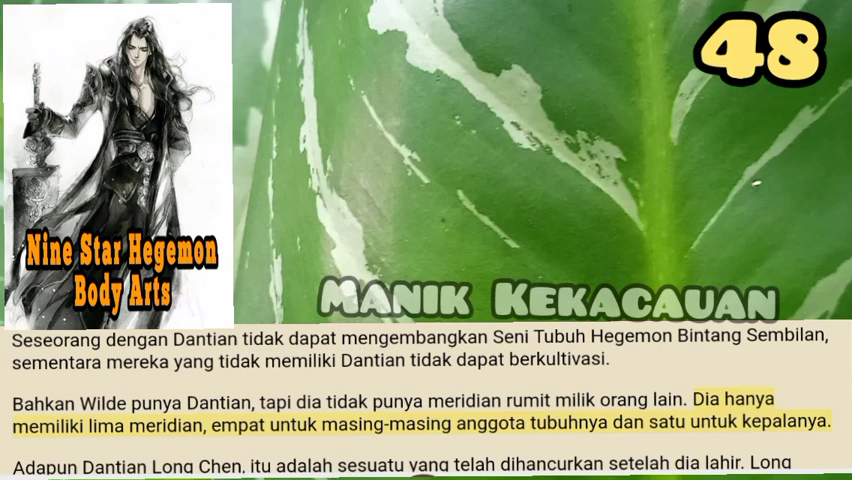 48
Nine Star Hegemon
Body Arts
Manik Kekacauan
Seseorang dengan Dantian tidak dapat mengembangkan Seni Tubuh Hegemon Bintang Sembilan,
sementara mereka yang tidak memiliki Dantian tidak dapat berkultivasi.
Bahkan Wilde punya Dantian, tapi dia tidak punya meridian rumit milik orang lain. Dia hanya
memiliki lima meridian, empat untuk masing-masing anggota tubuhnya dan satu untuk kepalanya.
Adapun Dantian Long Chen, itu adalah sesuatu yang telah dihancurkan setelah dia lahir. Long